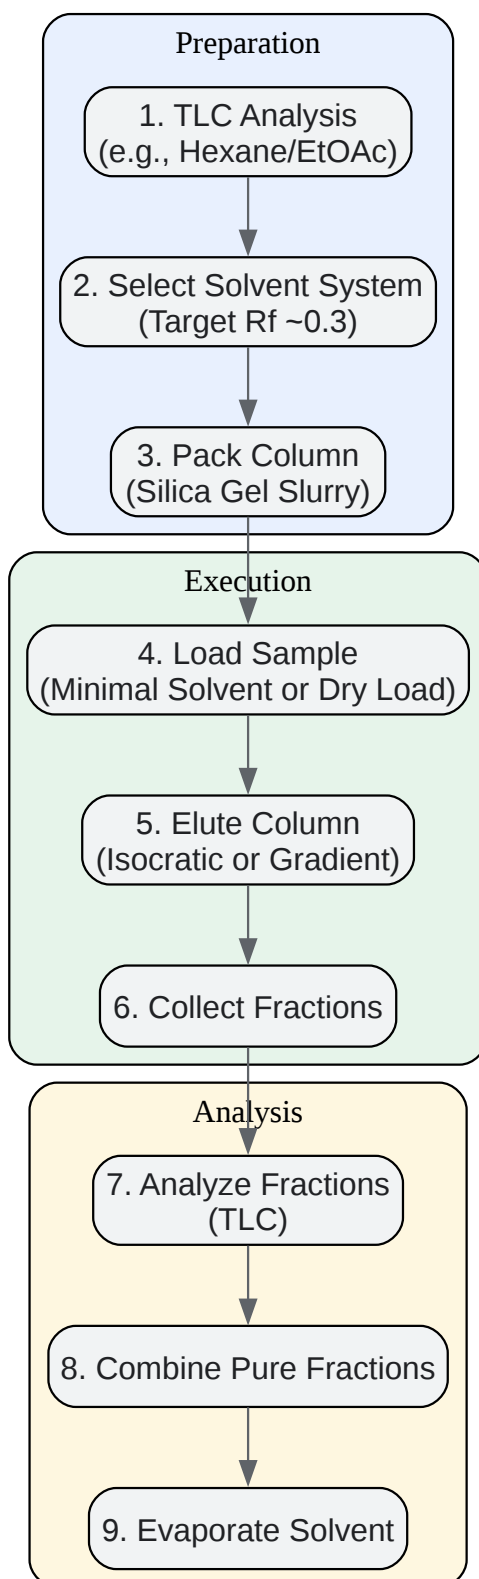 Preparation
1. TLC Analysis
(e.g., Hexane/EtOAc)
2. Select Solvent System
(Target Rf ~0.3)
3. Pack Column
(Silica Gel Slurry)
Execution
4. Load Sample
(Minimal Solvent or Dry Load)
5. Elute Column
(Isocratic or Gradient)
6. Collect Fractions
Analysis
7. Analyze Fractions
(TLC)
8. Combine Pure Fractions
9. Evaporate Solvent